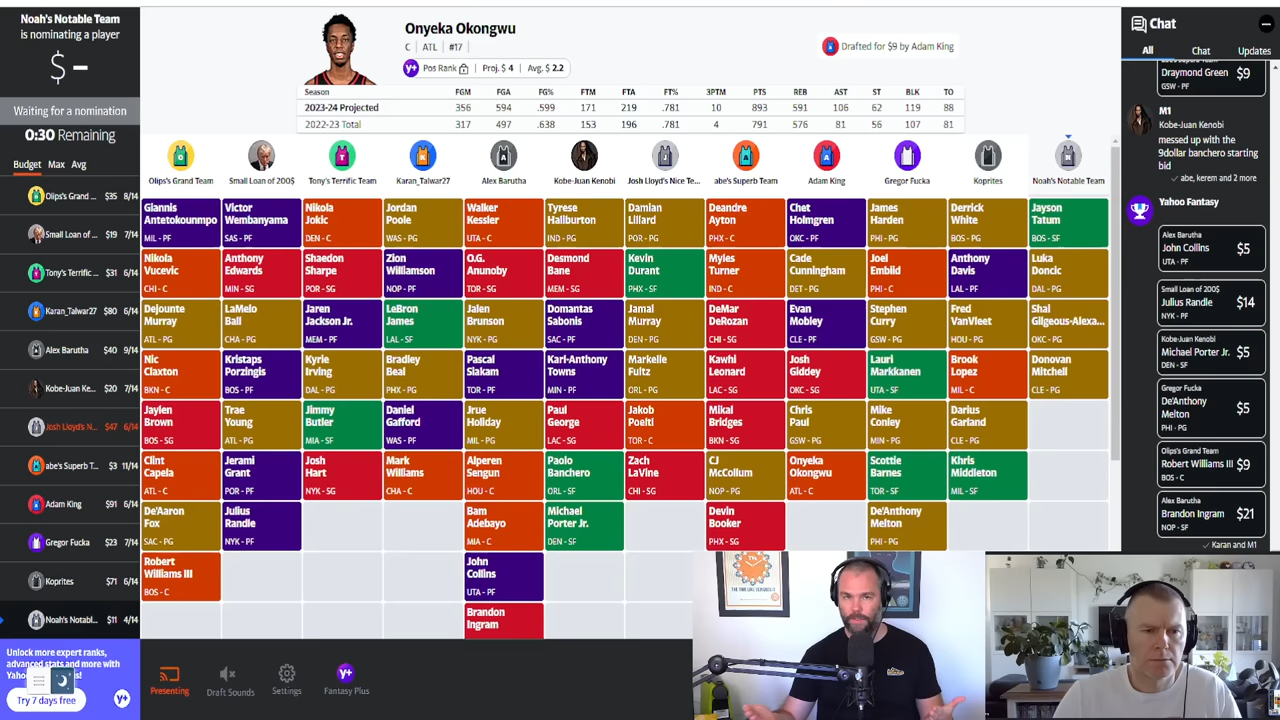 Noah's Notable Team
is nominating a player
$ -
Waiting for a nomination
0:30 Remaining
Budget Max Avg
Olips's Grand ... $35 8/14
Small Loan of ... $19 7/14
Tony's Terrific ... $31 6/14
Karan_Talwar27 $80 6/14
Alex Barutha $40 9/14
Kobe-Juan Ke... $20 7/14
Josh Lloyd's N... $47 6/14
abe's Superb T... $3 11/14
Adam King $91 6/14
Gregor Fucka $23 7/14
Koprites $71 6/14
Noah's Notabl... $11 4/14
Unlock more expert ranks,
advanced stats and more with
Try 7 days free
y+
Onyeka Okongwu
C | ATL | #17
y+ Pos Rank | Proj. $ 4 | Avg. $ 2.2
Drafted for $9 by Adam King
Season FGM FGA FG% FTM FTA FT% 3PTM PTS REB AST ST BLK TO
2023-24 Projected 356 594 .599 171 219 .781 10 893 591 106 62 119 88
2022-23 Total 317 497 .638 153 196 .781 4 791 576 81 56 107 81
O T K A J A A G N
Olips's Grand Team Small Loan of 200$ Tony's Terrific Team Karan_Talwar27 Alex Barutha Kobe-Juan Kenobi Josh Lloyd's Nice Te... abe's Superb Team Adam King Gregor Fucka Koprites Noah's Notable Team
Giannis Victor Nikola Jordan Walker Tyrese Damian Deandre Chet James Derrick Jayson
Antetokounmpo Wembanyama Jokic Poole Kessler Haliburton Lillard Ayton Holmgren Harden White Tatum
MIL - PF SAS - PF DEN - C WAS - PG UTA - C IND - PG POR - PG PHX - C OKC - PF PHI - PG BOS - PG BOS - SF
Nikola Anthony Shaedon Zion O.G. Desmond Kevin Myles Cade Joel Anthony Luka
Vucevic Edwards Sharpe Williamson Anunoby Bane Durant Turner Cunningham Embiid Davis Doncic
CHI - C MIN - SG POR - SG NOP - PF TOR - SG MEM - SG PHX - SF IND - C DET - PG PHI - C LAL - PF DAL - PG
Dejounte LaMelo Jaren LeBron Jalen Domantas Jamal DeMar Evan Stephen Fred Shai
Murray Ball Jackson Jr. James Brunson Sabonis Murray DeRozan Mobley Curry VanVleet Gilgeous-Alexa...
ATL - PG CHA - PG MEM - PF LAL - SF NYK - PG SAC - PF DEN - PG CHI - SG CLE - PF GSW - PG HOU - PG OKC - PG
Nic Kristaps Kyrie Bradley Pascal Karl-Anthony Markelle Kawhi Josh Lauri Brook Donovan
Claxton Porzingis Irving Beal Siakam Towns Fultz Leonard Giddey Markkanen Lopez Mitchell
BKN - C BOS - PF DAL - PG PHX - PG TOR - PF MIN - PF ORL - PG LAC - SG OKC - SG UTA - SF MIL - C CLE - PG
Jaylen Trae Jimmy Daniel Jrue Paul Jakob Mikal Chris Mike Darius
Brown Young Butler Gafford Holiday George Poeltl Bridges Paul Conley Garland
BOS - SG ATL - PG MIA - SF WAS - PF MIL - PG LAC - SG TOR - C BKN - SG GSW - PG MIN - PG CLE - PG
Clint Jerami Josh Mark Alperen Paolo Zach CJ Onyeka Scottie Khris
Capela Grant Hart Williams Sengun Banchero LaVine McCollum Okongwu Barnes Middleton
ATL - C POR - PF NYK - SG CHA - C HOU - C ORL - SF CHI - SG NOP - PG ATL - C TOR - SF MIL - SF
De'Aaron Julius Bam Michael Devin De'Anthony
Fox Randle Adebayo Porter Jr. Booker Melton
SAC - PG NYK - PF MIA - C DEN - SF PHX - SG PHI - PG
Robert John
Williams III Collins
BOS - C UTA - PF
Brandon
Ingram
Presenting Draft Sounds Settings Fantasy Plus
Chat
All Chat Updates
Draymond Green $9
GSW - PF
M1
Kobe-Juan Kenobi
messed up with the
9dollar banchero starting
bid
abe, kerem and 2 more
Yahoo Fantasy
Alex Barutha
John Collins $5
UTA - PF
Small Loan of 200$
Julius Randle $14
NYK - PF
Kobe-Juan Kenobi
Michael Porter Jr. $5
DEN - SF
Gregor Fucka
De'Anthony
Melton $5
PHI - PG
Olips's Grand Team
Robert Williams III $9
BOS - C
Alex Barutha
Brandon Ingram $21
NOP - SF
Karan and M1